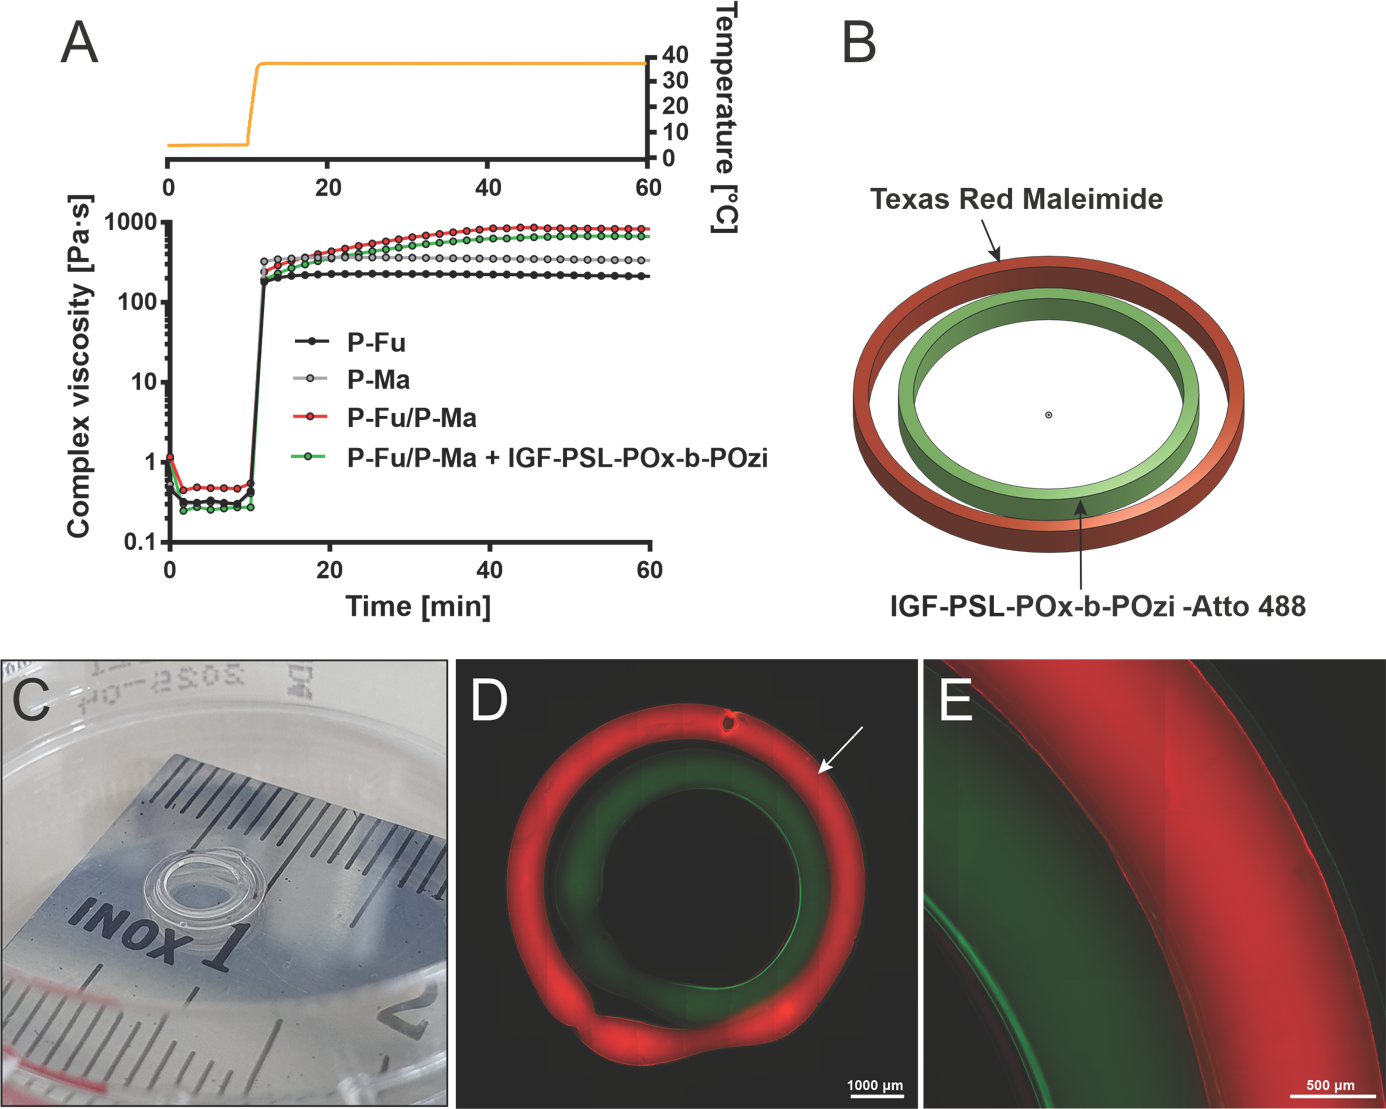 A
Temperature [°C]
40
30
20
10
0
0 20 40 60
Complex viscosity [Pa·s]
1000
100
10
1
0.1
P-Fu
P-Ma
P-Fu/P-Ma
P-Fu/P-Ma + IGF-PSL-POx-b-POzi
0 20 40 60
Time [min]
B
Texas Red Maleimide
IGF-PSL-POx-b-POzi -Atto 488
C
INOX 1
2
D
1000 µm
E
500 µm